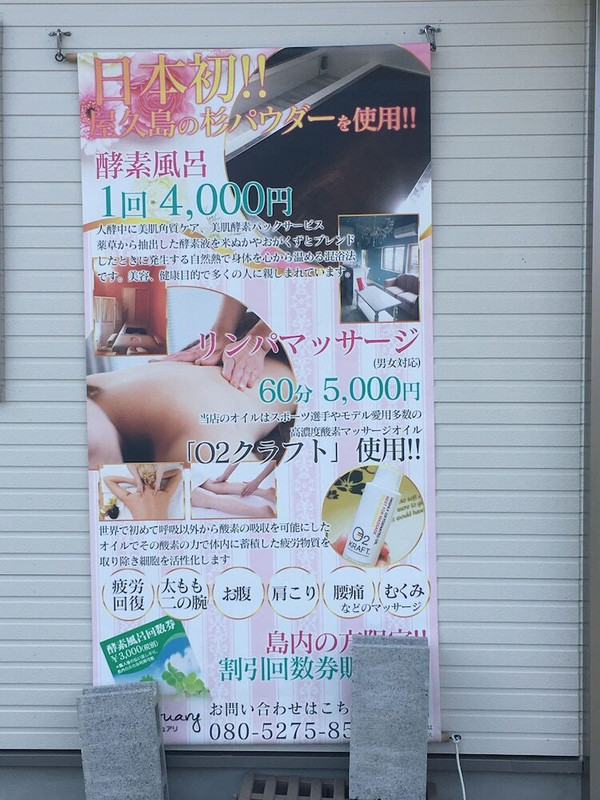 日本初!!
屋久島の杉パウダーを使用!!
酵素風呂
1回 4,000円
入酵中に美肌角質ケア、美肌酵素パックサービス
薬草から抽出した酵素液を米ぬかやおがくずとブレンド
したときに発生する自然熱で身体を心から温める温浴法
です。美容、健康目的で多くの人に親しまれています。
リンパマッサージ
(男女対応)
60分 5,000円
当店のオイルはスポーツ選手やモデル愛用多数の
高濃度酸素マッサージオイル
「O2クラフト」使用!!
O2
KRAFT
世界で初めて呼吸以外から酸素の吸収を可能にした
オイルでその酸素の力で体内に蓄積した疲労物質を
取り除き細胞を活性化します
疲労回復
太もも二の腕
お腹
肩こり
腰痛
むくみ
などのマッサージ
酵素風呂回数券
¥3,000(税別)
島内の方限定!!
割引回数券
uary
アリ
お問い合わせはこち
080-5275-85